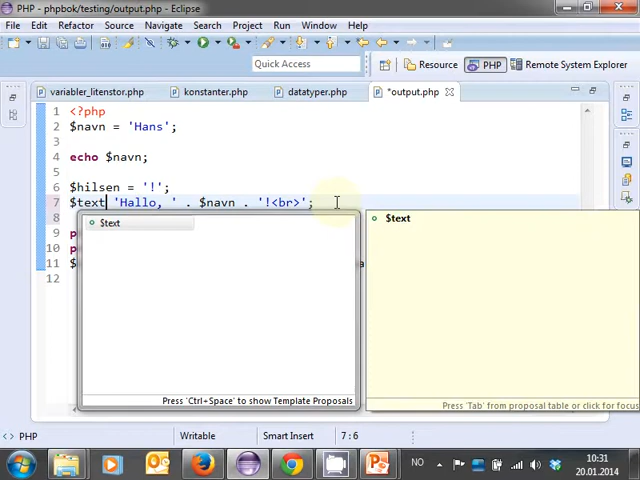 PHP - phpbok/testing/output.php - Eclipse
File Edit Refactor Source Navigate Search Project Run Window Help
Quick Access
Resource PHP Remote System Explorer
variabler_litenstor.php konstanter.php datatyper.php *output.php
1 <?php
2 $navn = 'Hans';
3
4 echo $navn;
5
6 $hilsen = '!';
7 $text 'Hallo, ' . $navn . '!<br>';
8
9 p
10 p
11 $ a
12
$text
Press 'Ctrl+Space' to show Template Proposals
$text
Press 'Tab' from proposal table or click for focus
PHP Writable Smart Insert 7 : 6
NO 10:31
20.01.2014